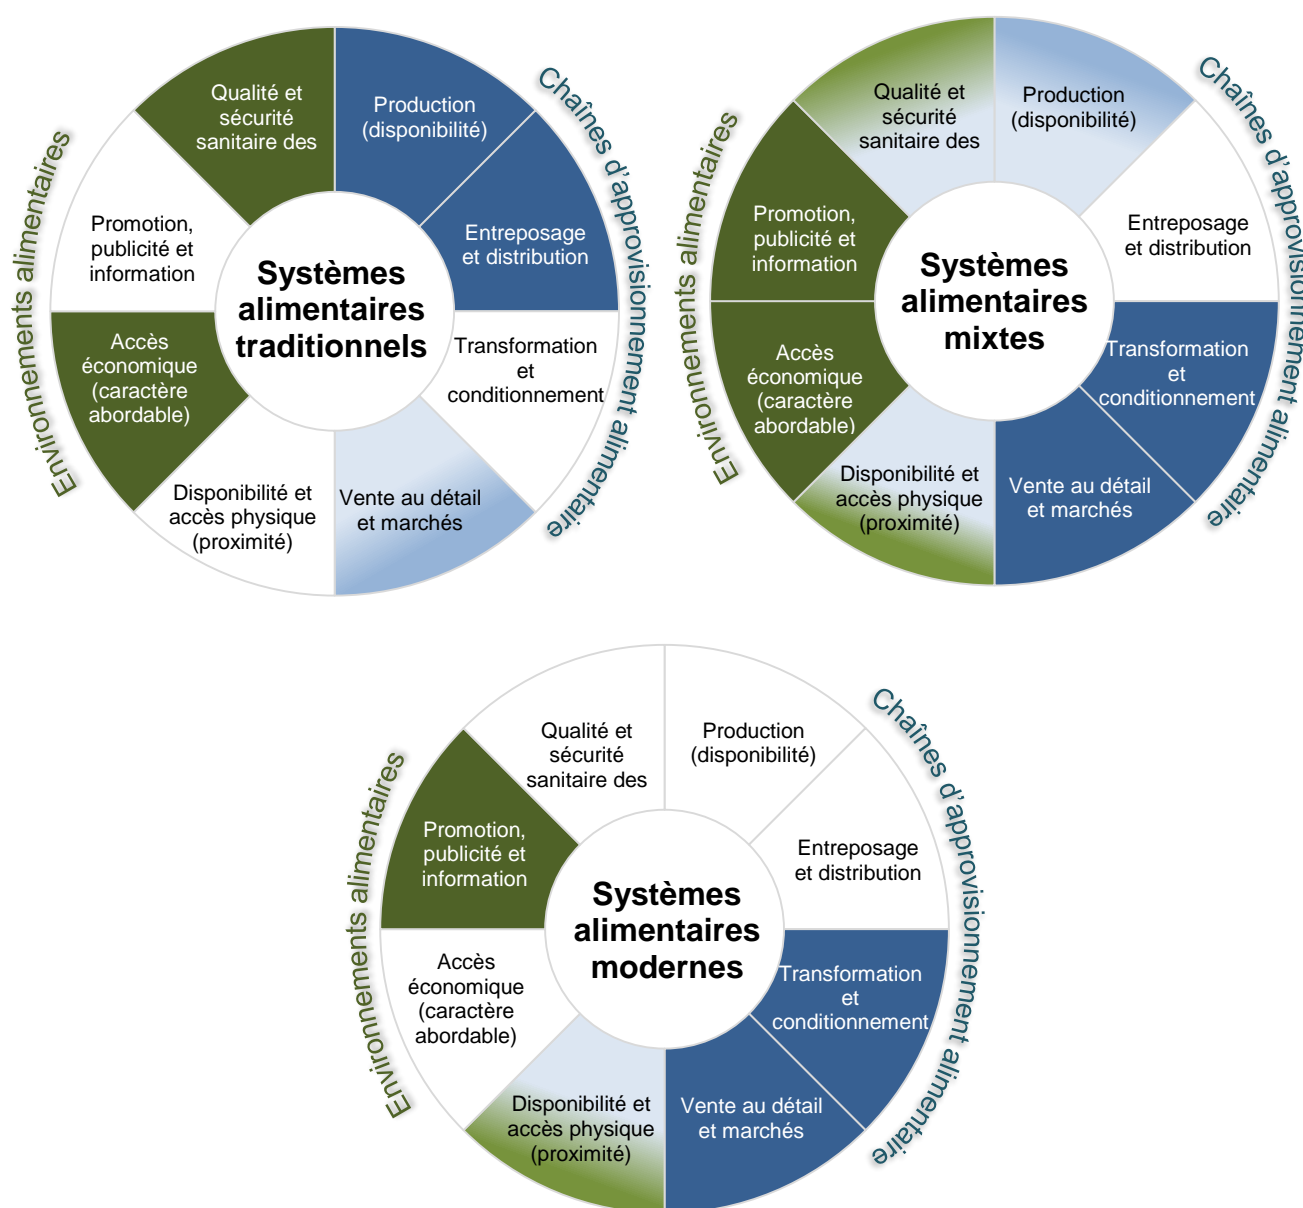 Environnements alimentaires
Chaînes d'approvisionnement alimentaire
Qualité et
sécurité
sanitaire des
Production
(disponibilité)
Entreposage
et distribution
Transformation
et
conditionnement
Vente au détail
et marchés
Disponibilité et
accès physique
(proximité)
Accès
économique
(caractère
abordable)
Promotion,
publicité et
information
Systèmes
alimentaires
traditionnels
Environnements alimentaires
Chaînes d'approvisionnement alimentaire
Qualité et
sécurité
sanitaire des
Production
(disponibilité)
Entreposage
et distribution
Transformation
et
conditionnement
Vente au détail
et marchés
Disponibilité et
accès physique
(proximité)
Accès
économique
(caractère
abordable)
Promotion,
publicité et
information
Systèmes
alimentaires
mixtes
Environnements alimentaires
Chaînes d'approvisionnement alimentaire
Qualité et
sécurité
sanitaire des
Production
(disponibilité)
Entreposage
et distribution
Transformation
et
conditionnement
Vente au détail
et marchés
Disponibilité et
accès physique
(proximité)
Accès
économique
(caractère
abordable)
Promotion,
publicité et
information
Systèmes
alimentaires
modernes